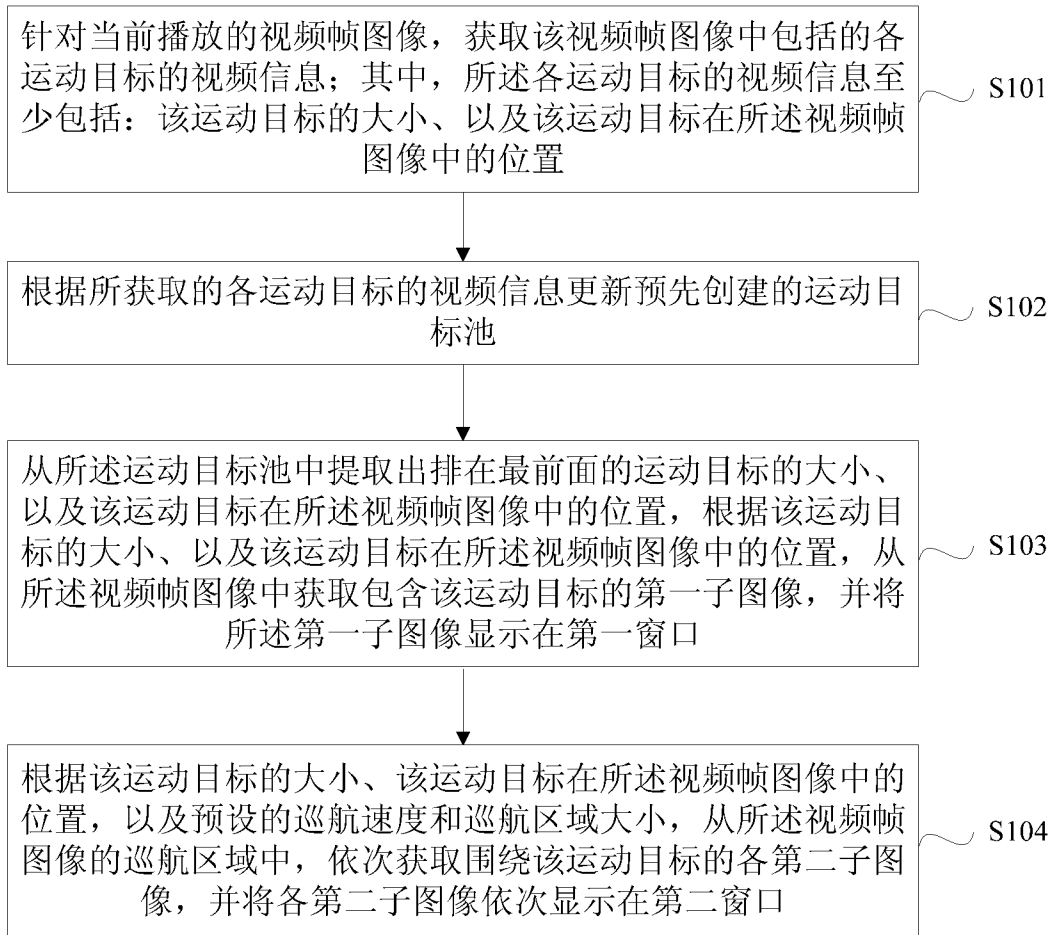 针对当前播放的视频帧图像，获取该视频帧图像中包括的各
运动目标的视频信息；其中，所述各运动目标的视频信息至
少包括：该运动目标的大小、以及该运动目标在所述视频帧
图像中的位置
S101
根据所获取的各运动目标的视频信息更新预先创建的运动目
标池
S102
从所述运动目标池中提取出排在最前面的运动目标的大小、
以及该运动目标在所述视频帧图像中的位置，根据该运动目
标的大小、以及该运动目标在所述视频帧图像中的位置，从
所述视频帧图像中获取包含该运动目标的第一子图像，并将
所述第一子图像显示在第一窗口
S103
根据该运动目标的大小、该运动目标在所述视频帧图像中的
位置，以及预设的巡航速度和巡航区域大小，从所述视频帧
图像的巡航区域中，依次获取围绕该运动目标的各第二子图
像，并将各第二子图像依次显示在第二窗口
S104